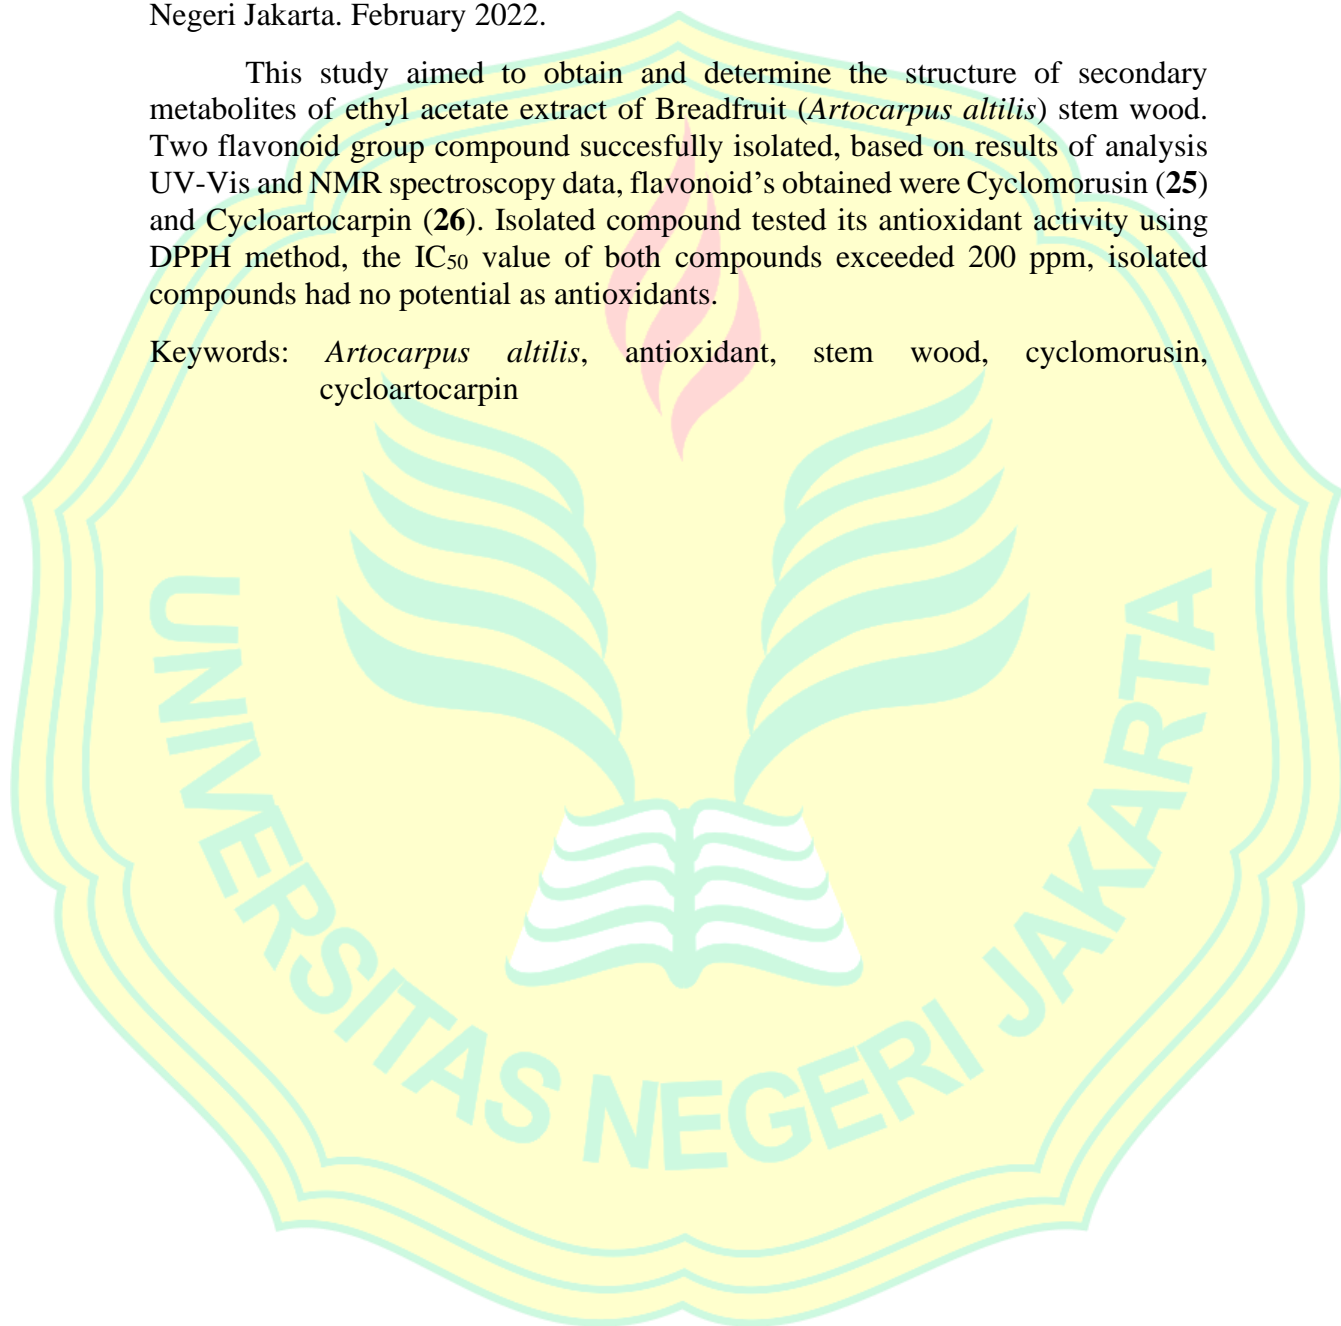 Negeri Jakarta. February 2022.
This study aimed to obtain and determine the structure of secondary
metabolites of ethyl acetate extract of Breadfruit (Artocarpus altilis) stem wood.
Two flavonoid group compound succesfully isolated, based on results of analysis
UV-Vis and NMR spectroscopy data, flavonoid’s obtained were Cyclomorusin (25)
and Cycloartocarpin (26). Isolated compound tested its antioxidant activity using
DPPH method, the IC50 value of both compounds exceeded 200 ppm, isolated
compounds had no potential as antioxidants.
Keywords: Artocarpus altilis, antioxidant, stem wood, cyclomorusin,
cycloartocarpin
UNIVERSITAS NEGERI JAKARTA